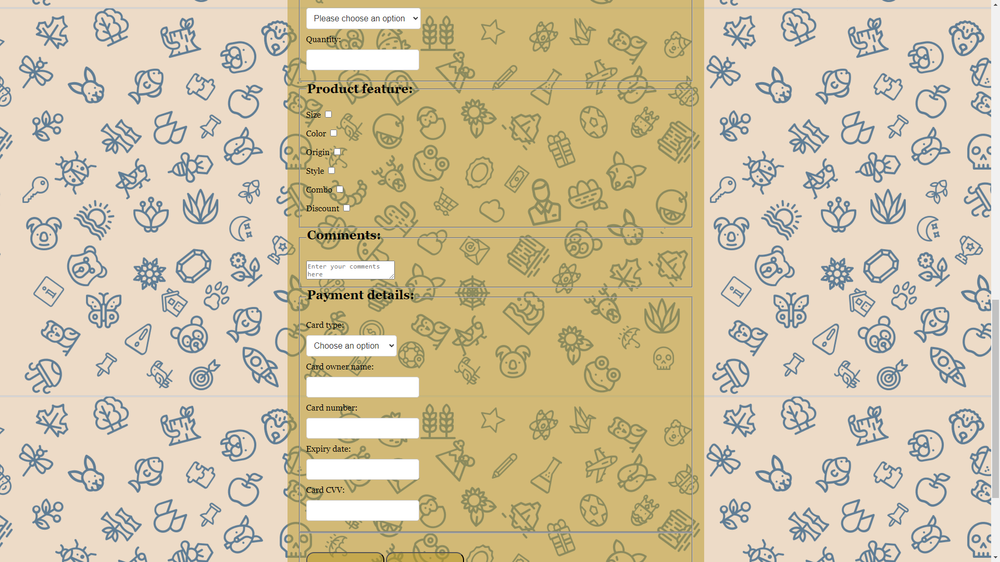 Please choose an option
Quantity:
Product feature:
Size
Color
Origin
Style
Combo
Discount
Comments:
Enter your comments
here
Payment details:
Card type:
Choose an option
Card owner name:
Card number:
Expiry date:
Card CVV: